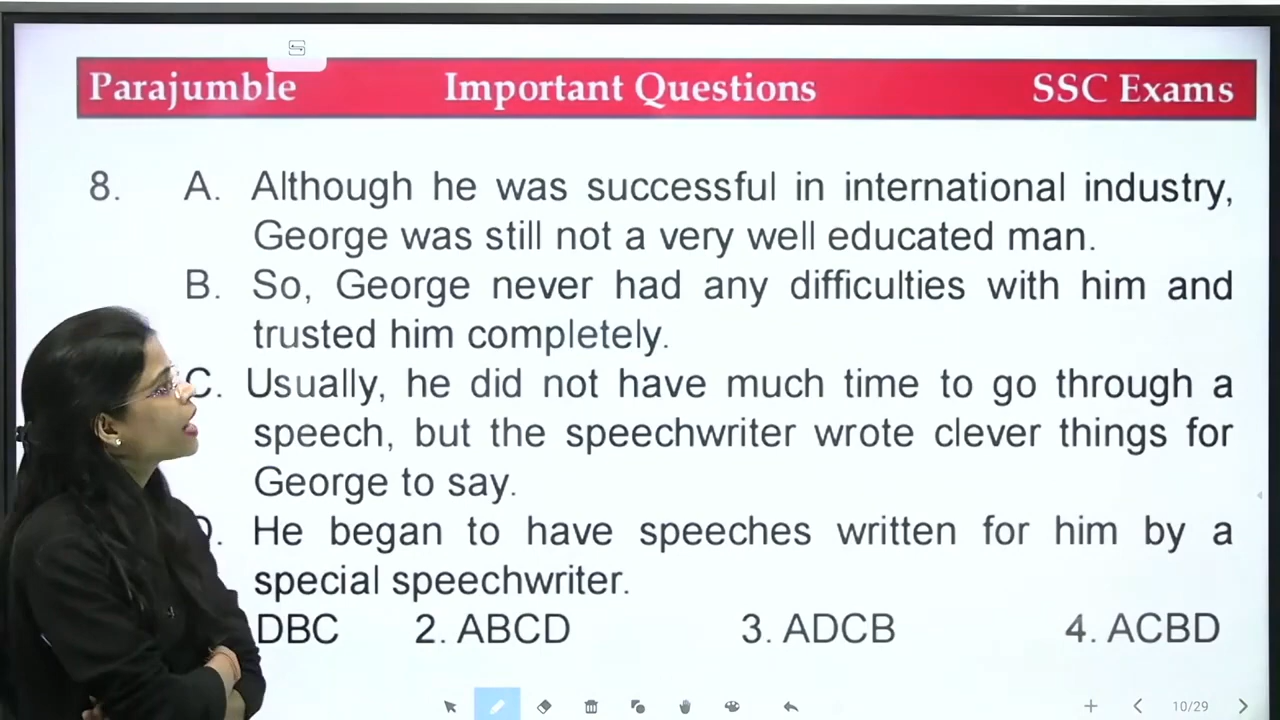 Parajumble Important Questions SSC Exams
8. A. Although he was successful in international industry,
George was still not a very well educated man.
B. So, George never had any difficulties with him and
trusted him completely.
C. Usually, he did not have much time to go through a
speech, but the speechwriter wrote clever things for
George to say.
D. He began to have speeches written for him by a
special speechwriter.
DBC 2. ABCD 3. ADCB 4. ACBD
10/29